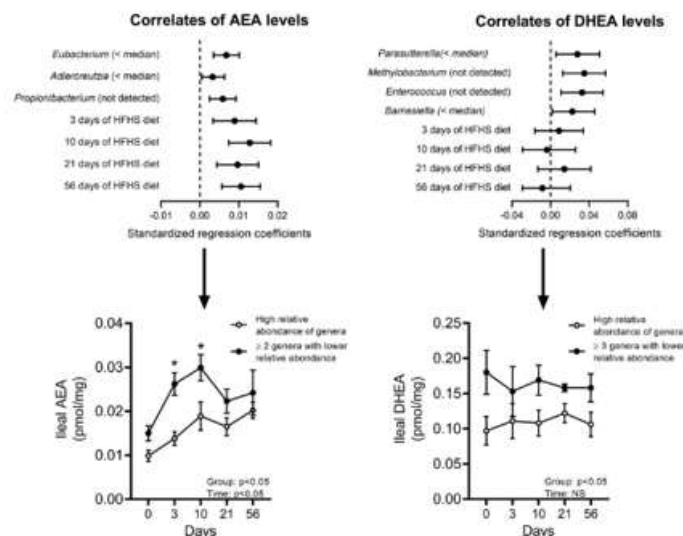 Correlates of AEA levels
Eubacterium (< median)
Adlercreutzia (< median)
Propionibacterium (not detected)
3 days of HFHS diet
10 days of HFHS diet
21 days of HFHS diet
56 days of HFHS diet
-0.01 0.00 0.01 0.02
Standardized regression coefficients
Correlates of DHEA levels
Parasutterella(< median)
Methylobacterium (not detected)
Enterococcus (not detected)
Barnesiella (< median)
3 days of HFHS diet
10 days of HFHS diet
21 days of HFHS diet
56 days of HFHS diet
-0.04 0.00 0.04 0.08
Standardized regression coefficients
High relative
abundance of genera
≥ 2 genera with lower
relative abundance
Ileal AEA
(pmol/mg)
0.04
0.03
0.02
0.01
0.00
* *
Group: p<0.05
Time: p<0.05
0 3 10 21 56
Days
High relative
abundance of genera
≥ 3 genera with lower
relative abundance
Ileal DHEA
(pmol/mg)
0.25
0.20
0.15
0.10
0.05
0.00
Group: p<0.05
Time: NS
0 3 10 21 56
Days